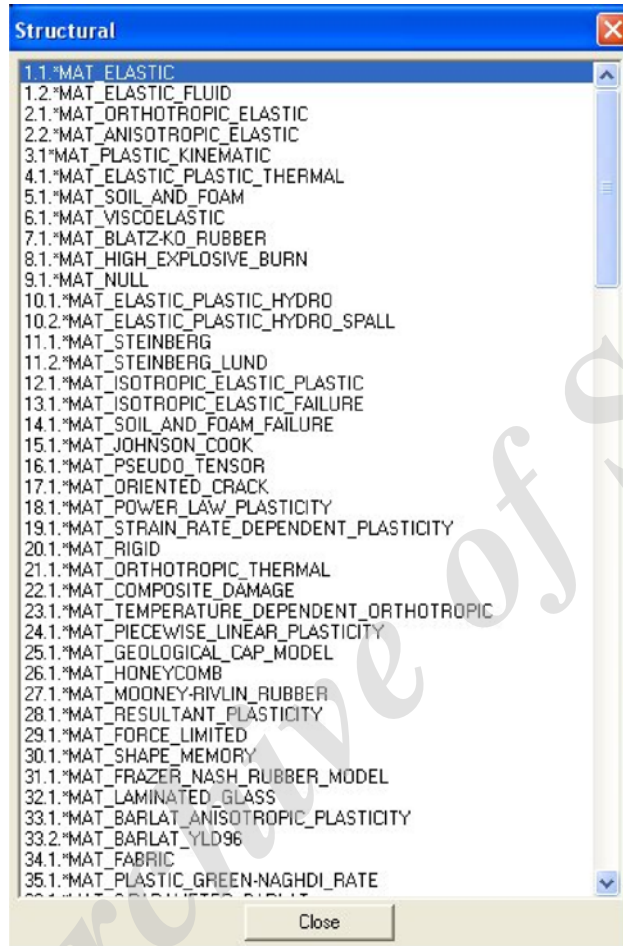 Structural
1.1.*MAT_ELASTIC
1.2.*MAT_ELASTIC_FLUID
2.1.*MAT_ORTHOTROPIC_ELASTIC
2.2.*MAT_ANISOTROPIC_ELASTIC
3.1*MAT_PLASTIC_KINEMATIC
4.1.*MAT_ELASTIC_PLASTIC_THERMAL
5.1.*MAT_SOIL_AND_FOAM
6.1.*MAT_VISCOELASTIC
7.1.*MAT_BLATZ-KO_RUBBER
8.1.*MAT_HIGH_EXPLOSIVE_BURN
9.1.*MAT_NULL
10.1.*MAT_ELASTIC_PLASTIC_HYDRO
10.2.*MAT_ELASTIC_PLASTIC_HYDRO_SPALL
11.1.*MAT_STEINBERG
11.2.*MAT_STEINBERG_LUND
12.1.*MAT_ISOTROPIC_ELASTIC_PLASTIC
13.1.*MAT_ISOTROPIC_ELASTIC_FAILURE
14.1.*MAT_SOIL_AND_FOAM_FAILURE
15.1.*MAT_JOHNSON_COOK
16.1.*MAT_PSEUDO_TENSOR
17.1.*MAT_ORIENTED_CRACK
18.1.*MAT_POWER_LAW_PLASTICITY
19.1.*MAT_STRAIN_RATE_DEPENDENT_PLASTICITY
20.1.*MAT_RIGID
21.1.*MAT_ORTHOTROPIC_THERMAL
22.1.*MAT_COMPOSITE_DAMAGE
23.1.*MAT_TEMPERATURE_DEPENDENT_ORTHOTROPIC
24.1.*MAT_PIECEWISE_LINEAR_PLASTICITY
25.1.*MAT_GEOLOGICAL_CAP_MODEL
26.1.*MAT_HONEYCOMB
27.1.*MAT_MOONEY-RIVLIN_RUBBER
28.1.*MAT_RESULTANT_PLASTICITY
29.1.*MAT_FORCE_LIMITED
30.1.*MAT_SHAPE_MEMORY
31.1.*MAT_FRAZER_NASH_RUBBER_MODEL
32.1.*MAT_LAMINATED_GLASS
33.1.*MAT_BARLAT_ANISOTROPIC_PLASTICITY
33.2.*MAT_BARLAT_YLD96
34.1.*MAT_FABRIC
35.1.*MAT_PLASTIC_GREEN-NAGHDI_RATE
Close
Archive of S